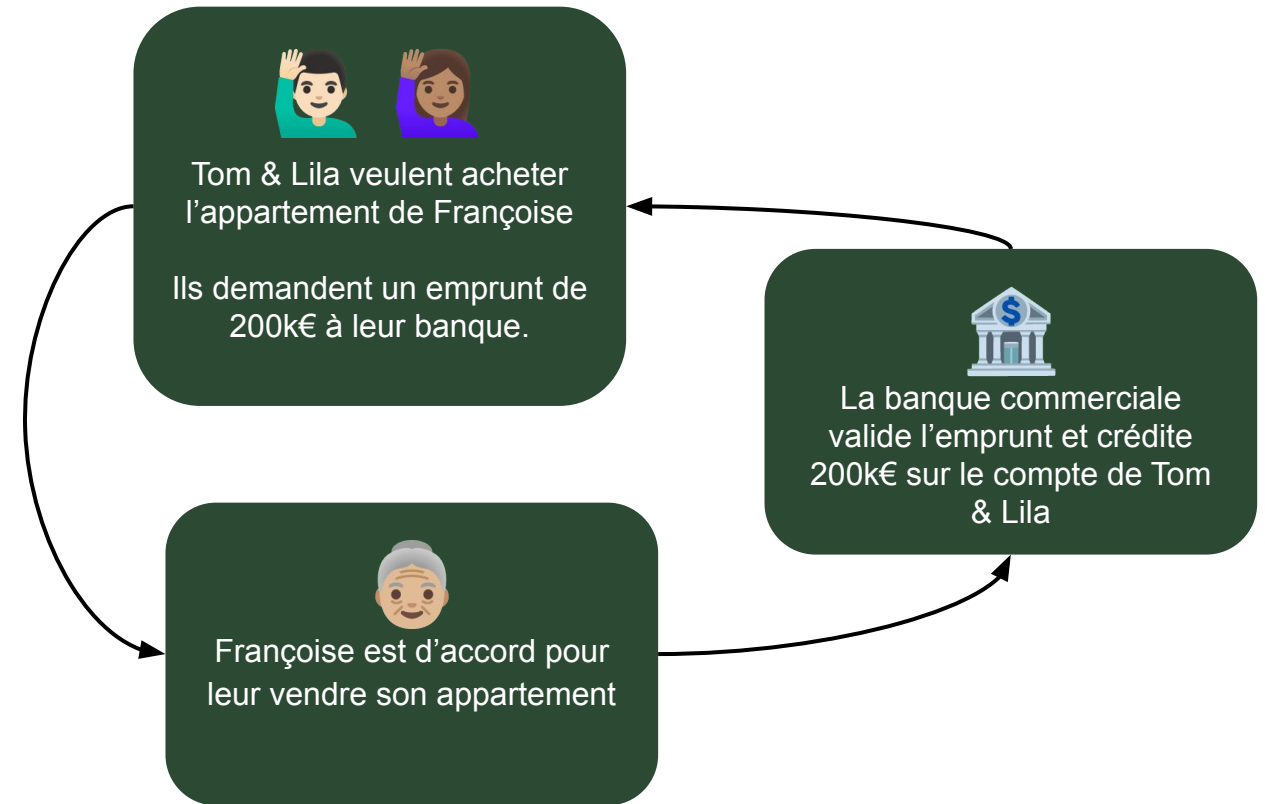 Tom & Lila veulent acheter
l’appartement de Françoise
Ils demandent un emprunt de
200k€ à leur banque.
$
La banque commerciale
valide l’emprunt et crédite
200k€ sur le compte de Tom
& Lila
Françoise est d’accord pour
leur vendre son appartement